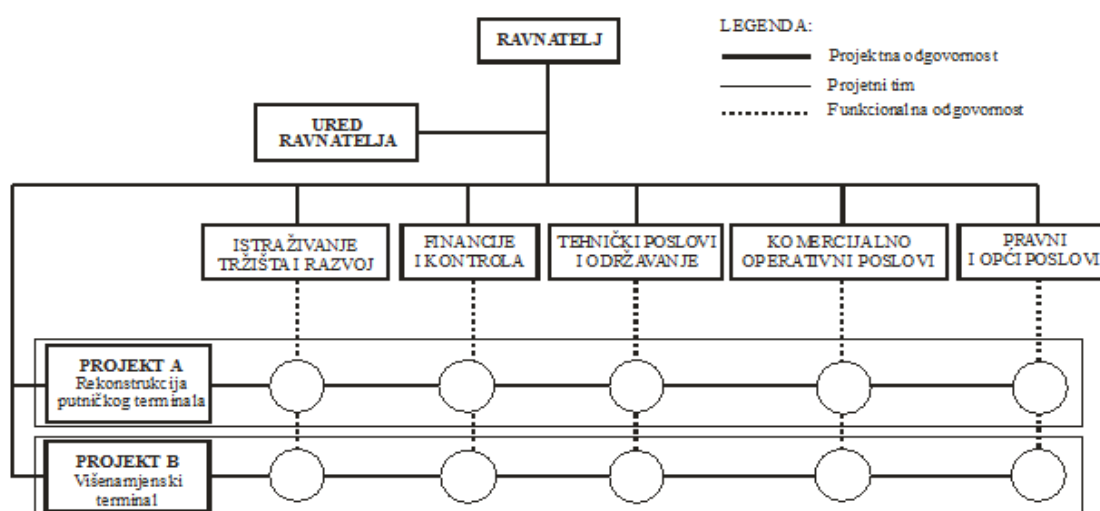 RAVNATELJ
LEGENDA:
Projektna odgovornost
Projetni tim
Funkcionalna odgovornost
URED
RAVNATELJA
ISTRAŽIVANJE
TRŽIŠTA I RAZVOJ
FINANCIJE
I KONTROLA
TEHNIČKI POSLOVI
I ODRŽAVANJE
KOMERCIJALNO
OPERATIVNI POSLOVI
PRAVNI
I OPĆI POSLOVI
PROJEKT A
Rekonstrukcija
putničkog terminala
PROJEKT B
Višenamjenski
terminal